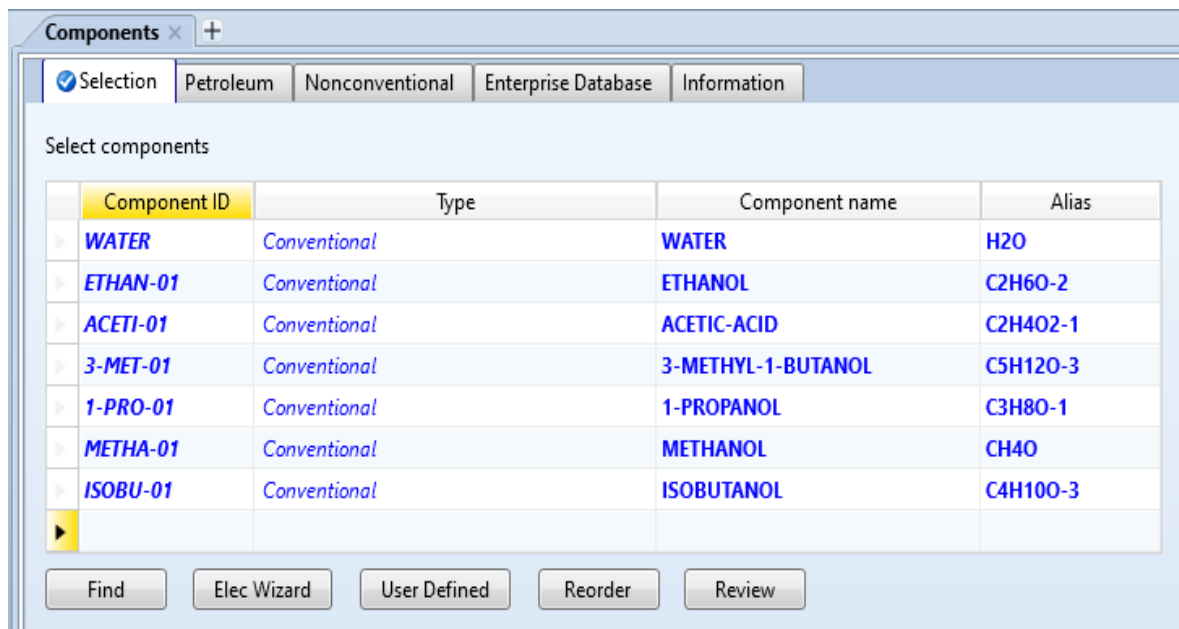 Components × +
Selection Petroleum Nonconventional Enterprise Database Information
Select components
Component ID Type Component name Alias
WATER Conventional WATER H2O
ETHAN-01 Conventional ETHANOL C2H6O-2
ACETI-01 Conventional ACETIC-ACID C2H4O2-1
3-MET-01 Conventional 3-METHYL-1-BUTANOL C5H12O-3
1-PRO-01 Conventional 1-PROPANOL C3H8O-1
METHA-01 Conventional METHANOL CH4O
ISOBU-01 Conventional ISOBUTANOL C4H10O-3
Find Elec Wizard User Defined Reorder Review